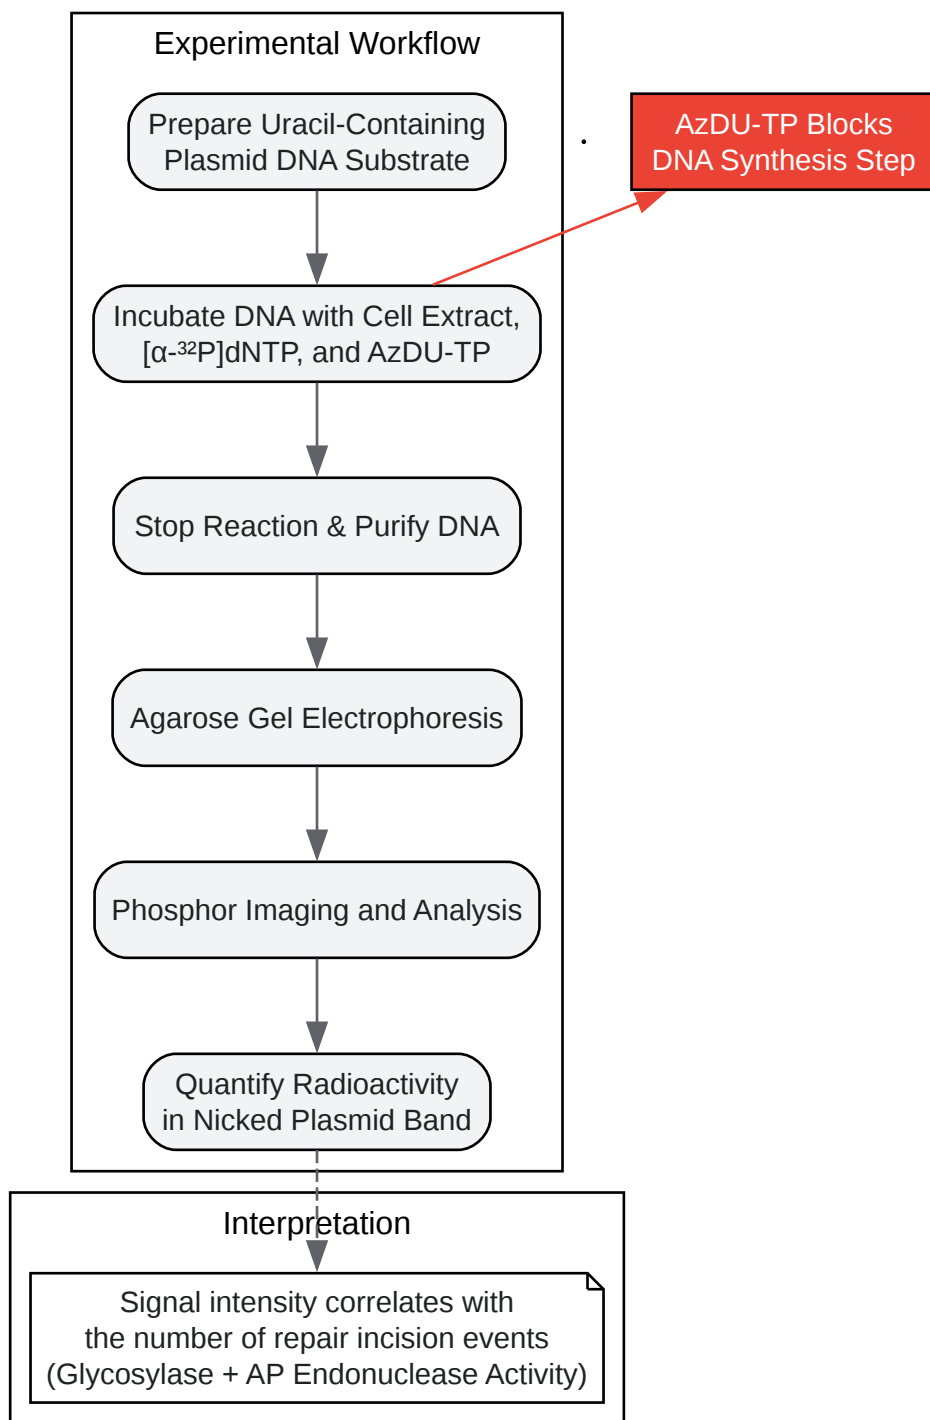 Experimental Workflow
Prepare Uracil-Containing
Plasmid DNA Substrate
.
AzDU-TP Blocks
DNA Synthesis Step
Incubate DNA with Cell Extract,
[α-³²P]dNTP, and AzDU-TP
Stop Reaction & Purify DNA
Agarose Gel Electrophoresis
Phosphor Imaging and Analysis
Quantify Radioactivity
in Nicked Plasmid Band
Interpretation
Signal intensity correlates with
the number of repair incision events
(Glycosylase + AP Endonuclease Activity)